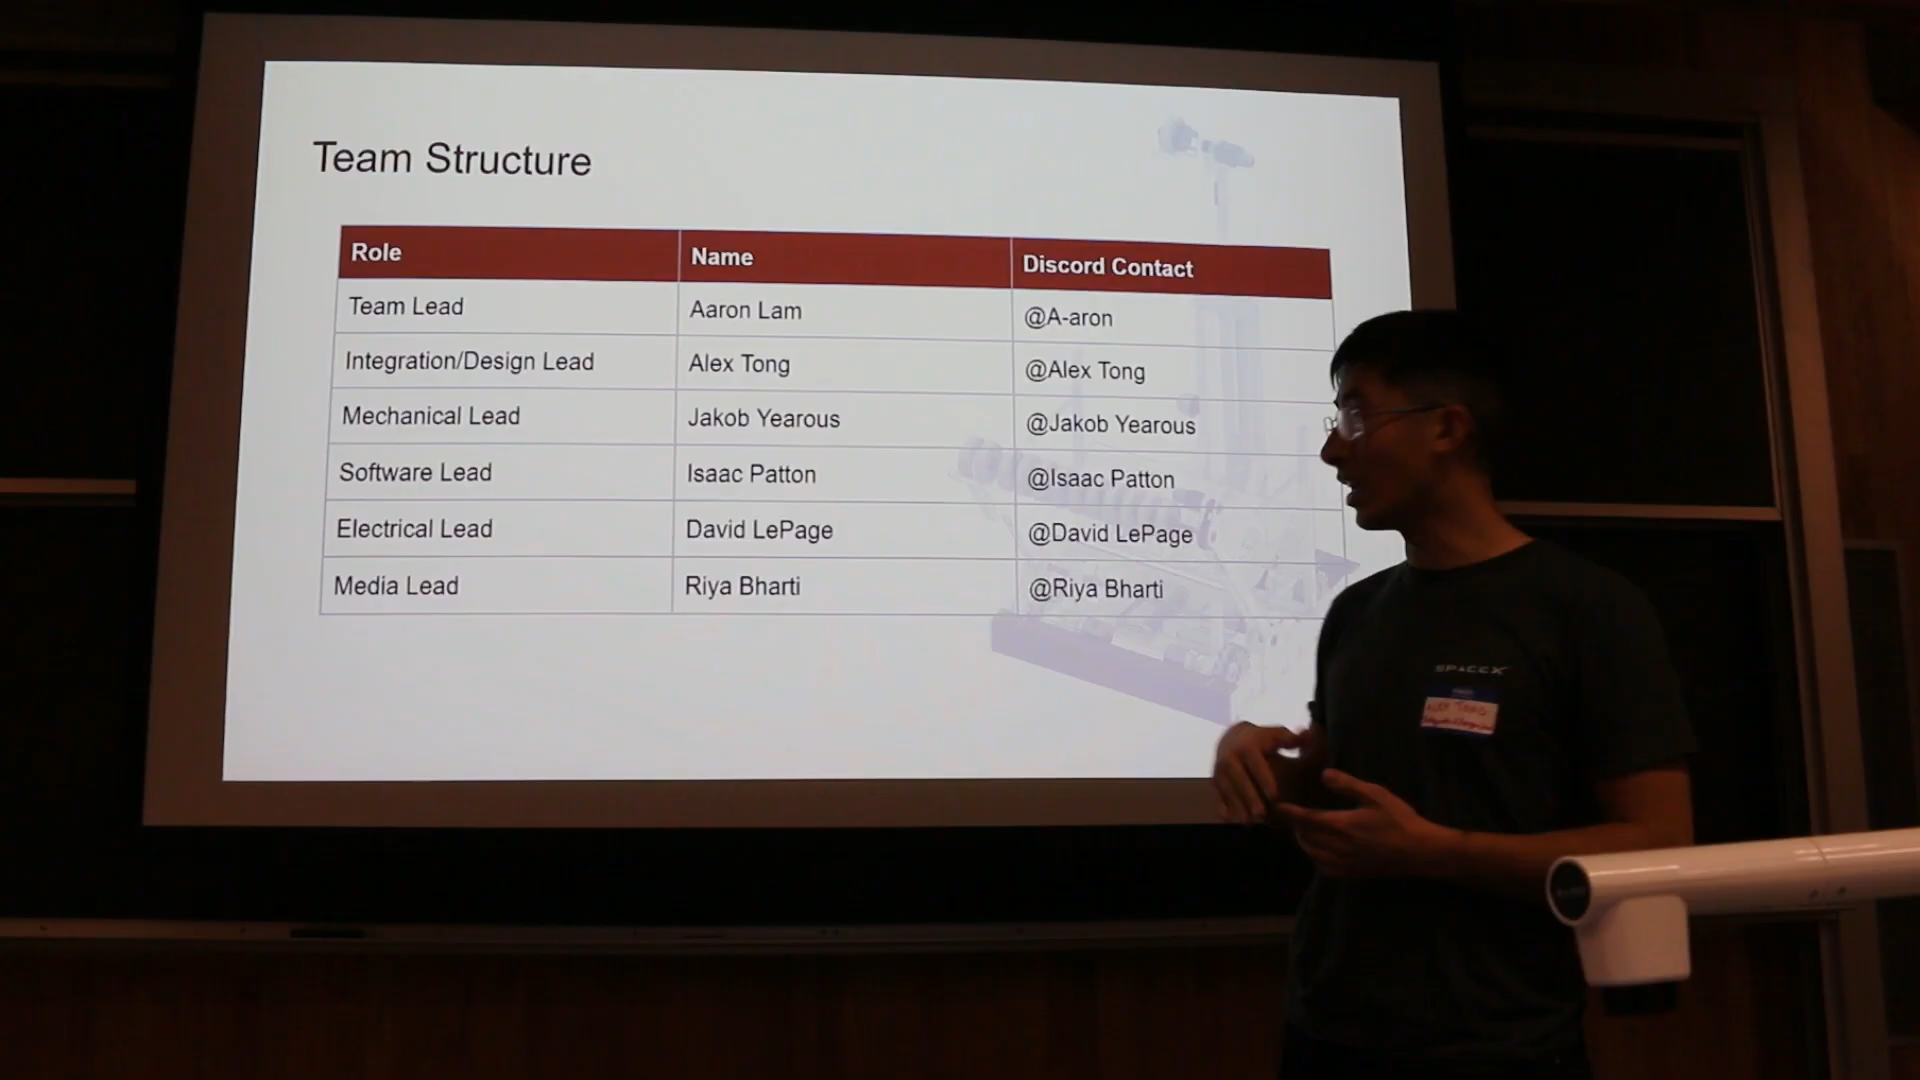 Team Structure
Role Name Discord Contact
Team Lead Aaron Lam @A-aron
Integration/Design Lead Alex Tong @Alex Tong
Mechanical Lead Jakob Yearous @Jakob Yearous
Software Lead Isaac Patton @Isaac Patton
Electrical Lead David LePage @David LePage
Media Lead Riya Bharti @Riya Bharti
SPACEX
ALEX TONG